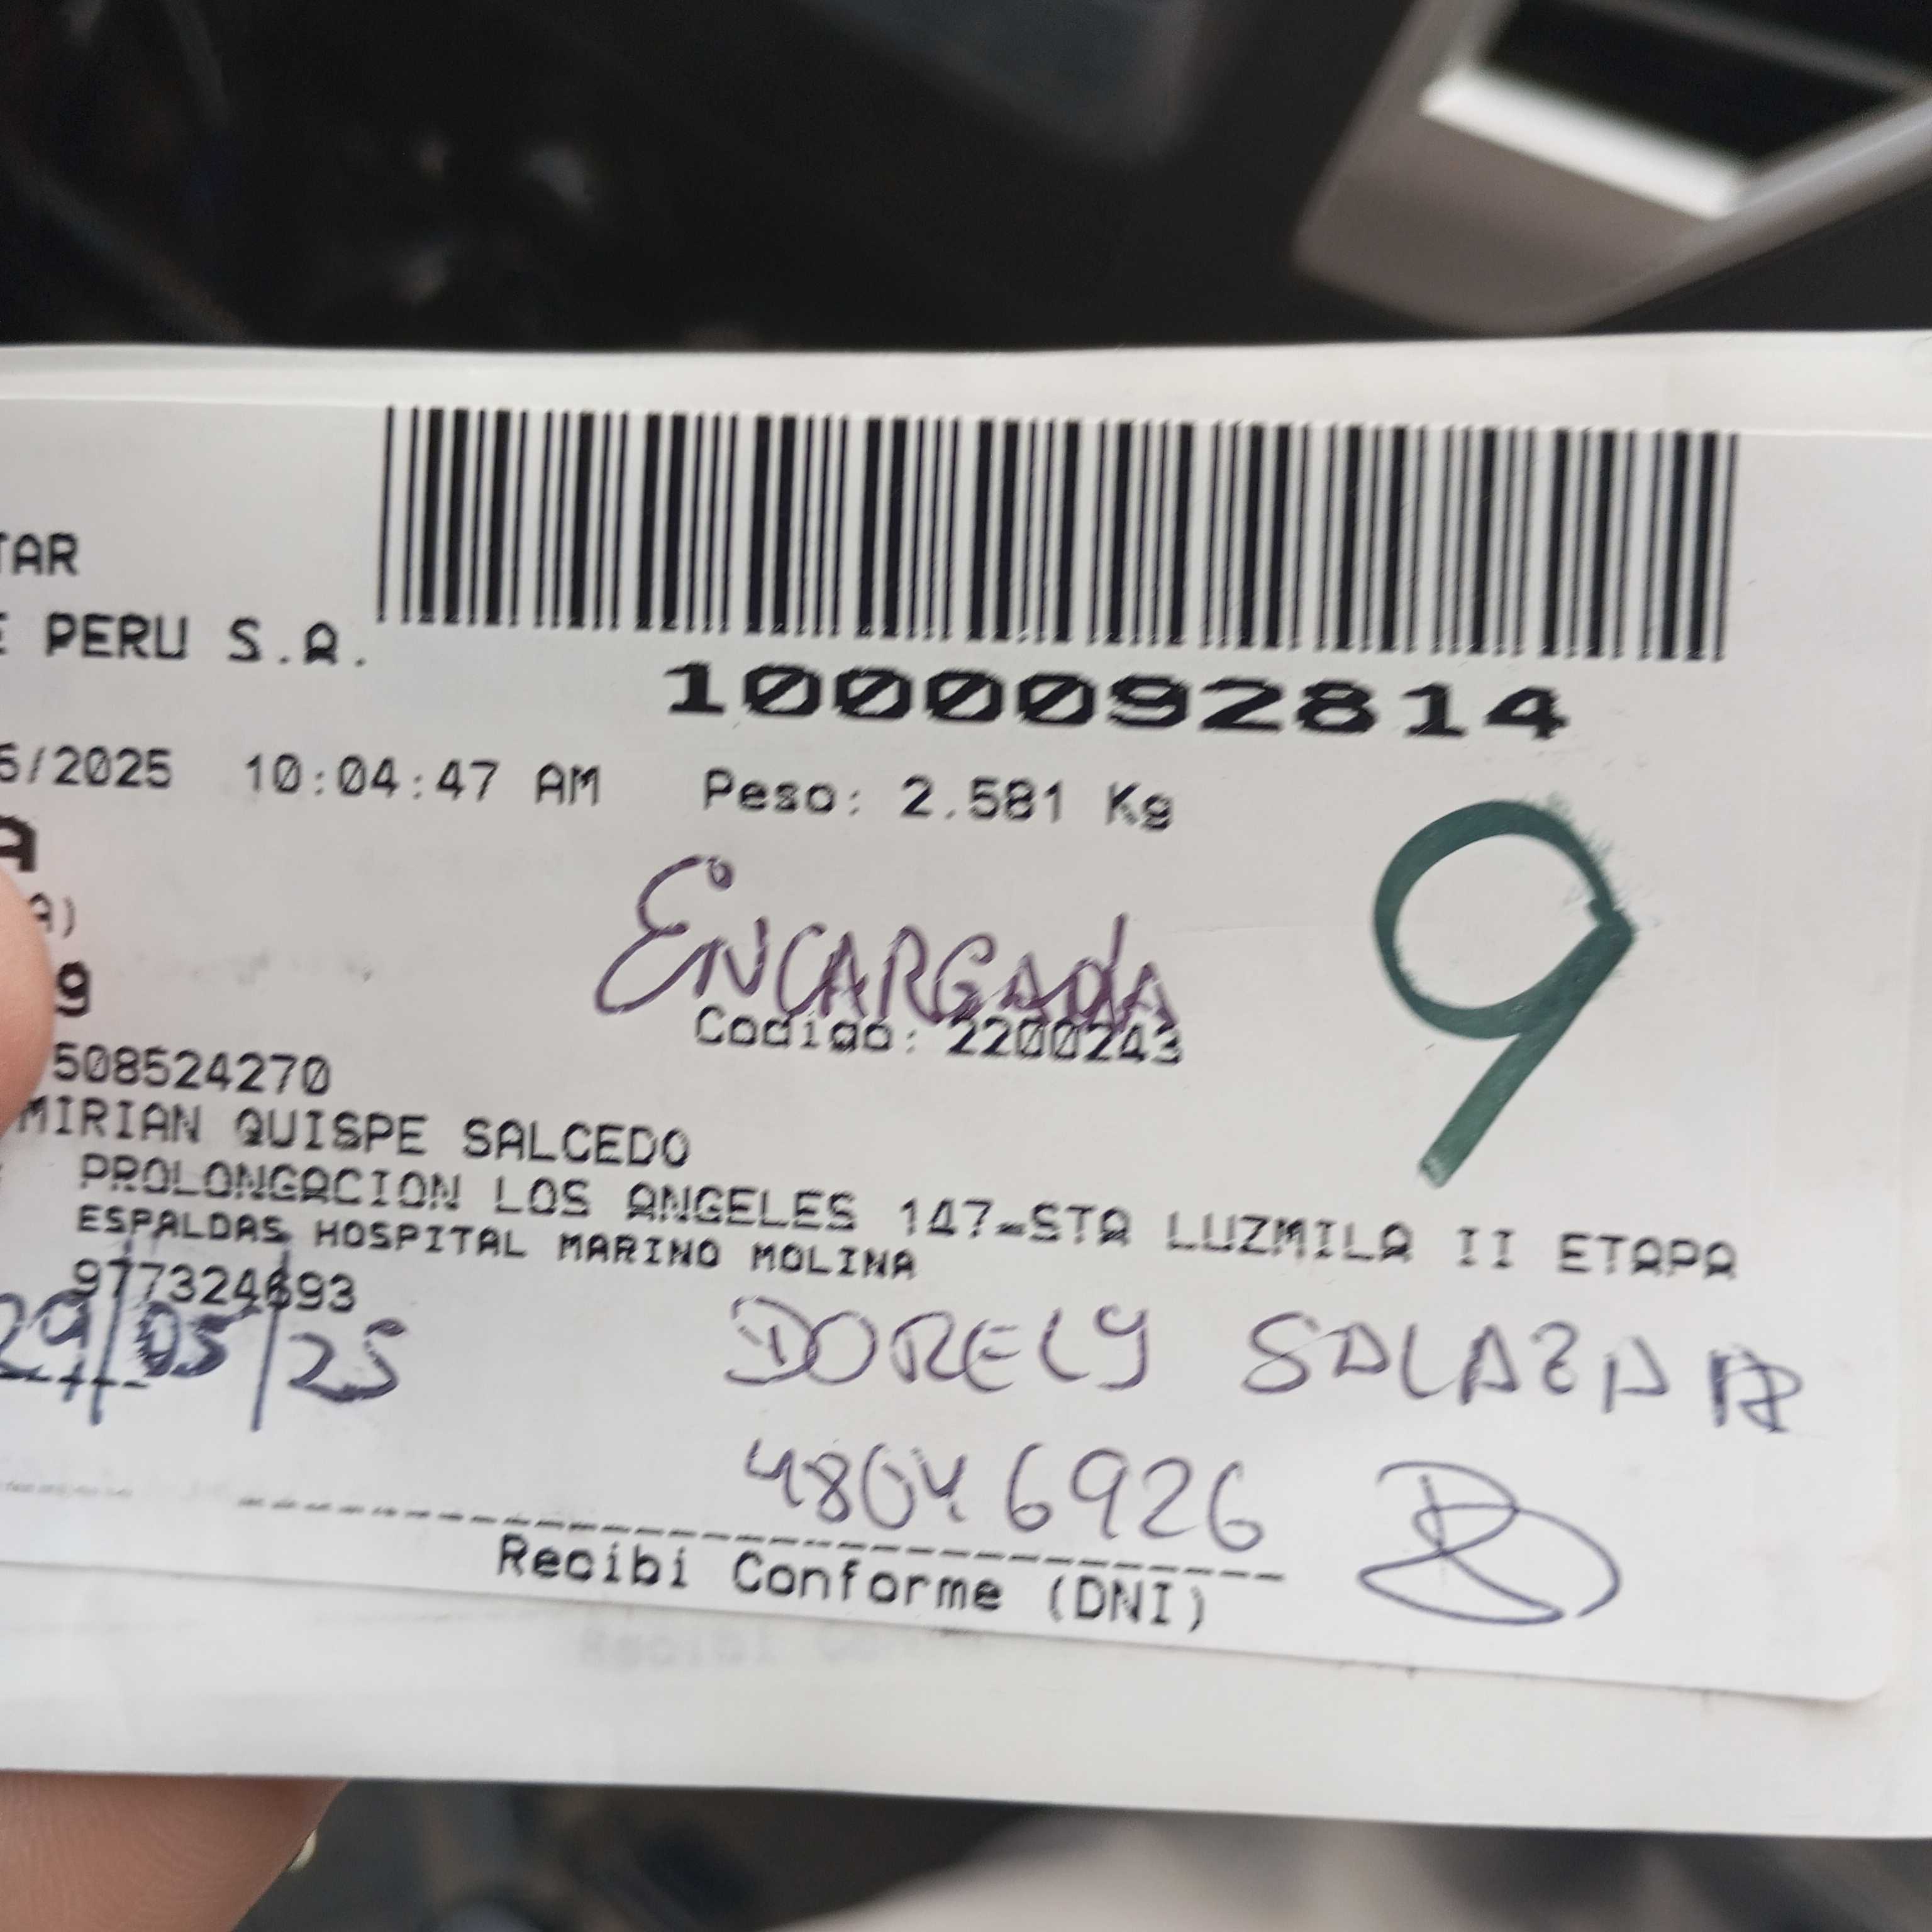 TAR
E PERU S.A.
1000092814
5/2025 10:04:47 AM Peso: 2.581 Kg
A
A)
ENCARGADA
9
9
Codigo: 2200243
508524270
MIRIAN QUISPE SALCEDO
PROLONGACION LOS ANGELES 147-STA LUZMILA II ETAPA
ESPALDAS HOSPITAL MARINO MOLINA
977324693
29/05/25
DORELY SALAZAR
48046926
Recibi Conforme (DNI)